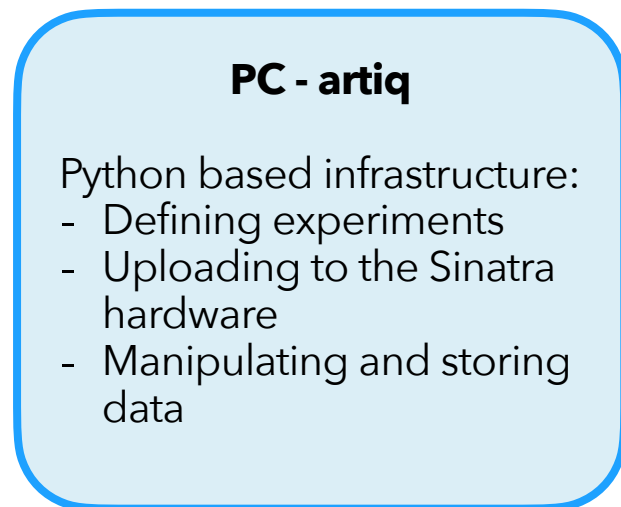 PC - artiq
Python based infrastructure:
- Defining experiments
- Uploading to the Sinatra
hardware
- Manipulating and storing
data